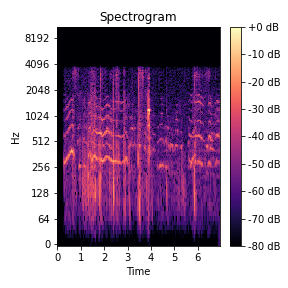 Spectrogram
+0 dB
8192
-10 dB
4096
-20 dB
2048
-30 dB
1024
Hz
512
-40 dB
256
-50 dB
128
-60 dB
64
-70 dB
0
-80 dB
0 1 2 3 4 5 6
Time